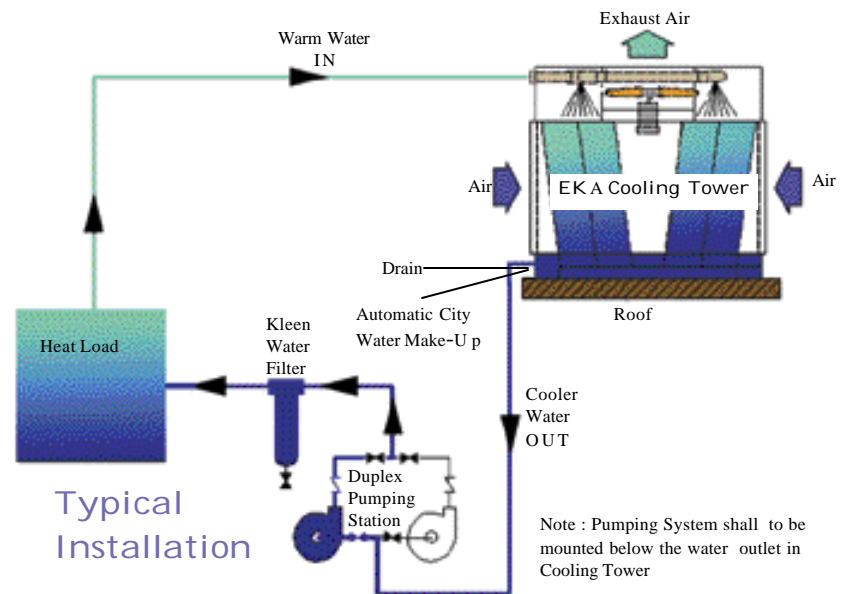 Exhaust Air
Warm Water
IN
Air
EKA Cooling Tower
Air
Drain
Automatic City
Water Make-Up
Roof
Heat Load
Kleen
Water
Filter
Cooler
Water
OUT
Duplex
Pumping
Station
Typical
Installation
Note : Pumping System shall to be
mounted below the water outlet in
Cooling Tower